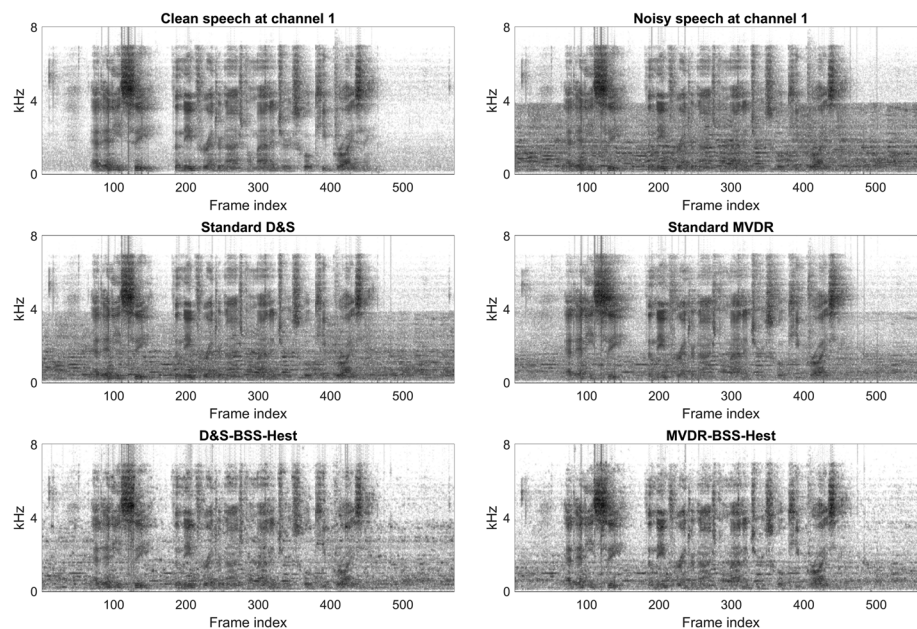 Clean speech at channel 1
8
4
0
kHz
100 200 300 400 500
Frame index
Noisy speech at channel 1
8
4
0
kHz
100 200 300 400 500
Frame index
Standard D&S
8
4
0
kHz
100 200 300 400 500
Frame index
Standard MVDR
8
4
0
kHz
100 200 300 400 500
Frame index
D&S-BSS-Hest
8
4
0
kHz
100 200 300 400 500
Frame index
MVDR-BSS-Hest
8
4
0
kHz
100 200 300 400 500
Frame index